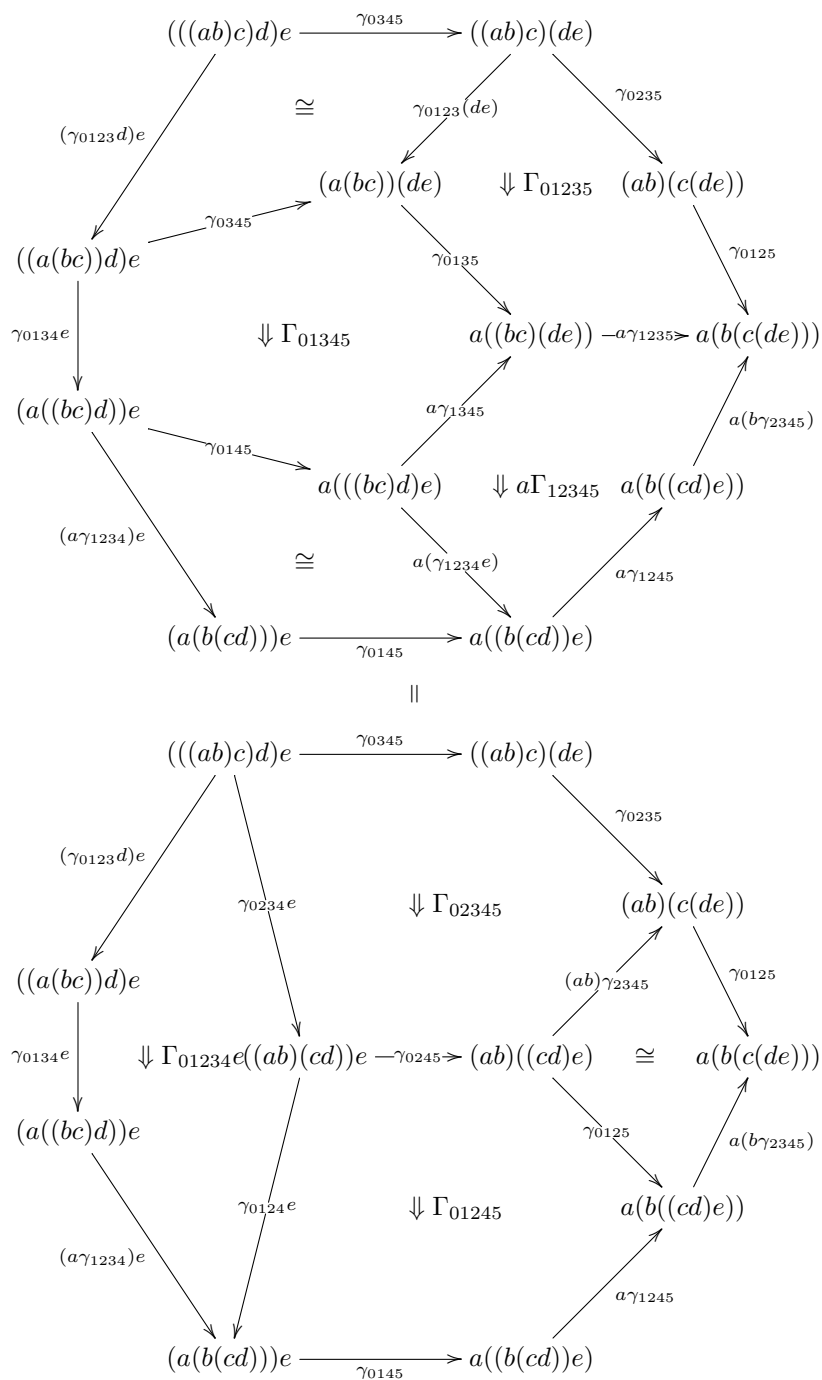 (((ab)c)d)e γ₀₃₄₅ ((ab)c)(de)
(γ₀₁₂₃d)e ≅ γ₀₁₂₃(de) γ₀₂₃₅
(a(bc))(de) ⇓ Γ₀₁₂₃₅ (ab)(c(de))
((a(bc))d)e γ₀₃₄₅ γ₀₁₃₅ γ₀₁₂₅
γ₀₁₃₄e ⇓ Γ₀₁₃₄₅ a((bc)(de)) aγ₁₂₃₅ a(b(c(de)))
(a((bc)d))e γ₀₁₄₅ aγ₁₃₄₅ a(bγ₂₃₄₅)
a(((bc)d)e) ⇓ aΓ₁₂₃₄₅ a(b((cd)e))
(aγ₁₂₃₄)e ≅ a(γ₁₂₃₄e) aγ₁₂₄₅
(a(b(cd)))e γ₀₁₄₅ a((b(cd))e)
=
(((ab)c)d)e γ₀₃₄₅ ((ab)c)(de)
(γ₀₁₂₃d)e γ₀₂₃₅
γ₀₂₃₄e ⇓ Γ₀₂₃₄₅ (ab)(c(de))
((a(bc))d)e (ab)γ₂₃₄₅ γ₀₁₂₅
γ₀₁₃₄e ⇓ Γ₀₁₂₃₄e ((ab)(cd))e γ₀₂₄₅ (ab)((cd)e) ≅ a(b(c(de)))
(a((bc)d))e γ₀₁₂₅ a(bγ₂₃₄₅)
γ₀₁₂₄e ⇓ Γ₀₁₂₄₅ a(b((cd)e))
(aγ₁₂₃₄)e aγ₁₂₄₅
(a(b(cd)))e γ₀₁₄₅ a((b(cd))e)